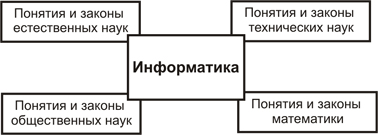 Понятия и законы
естественных наук
Понятия и законы
технических наук
Информатика
Понятия и законы
общественных наук
Понятия и законы
математики